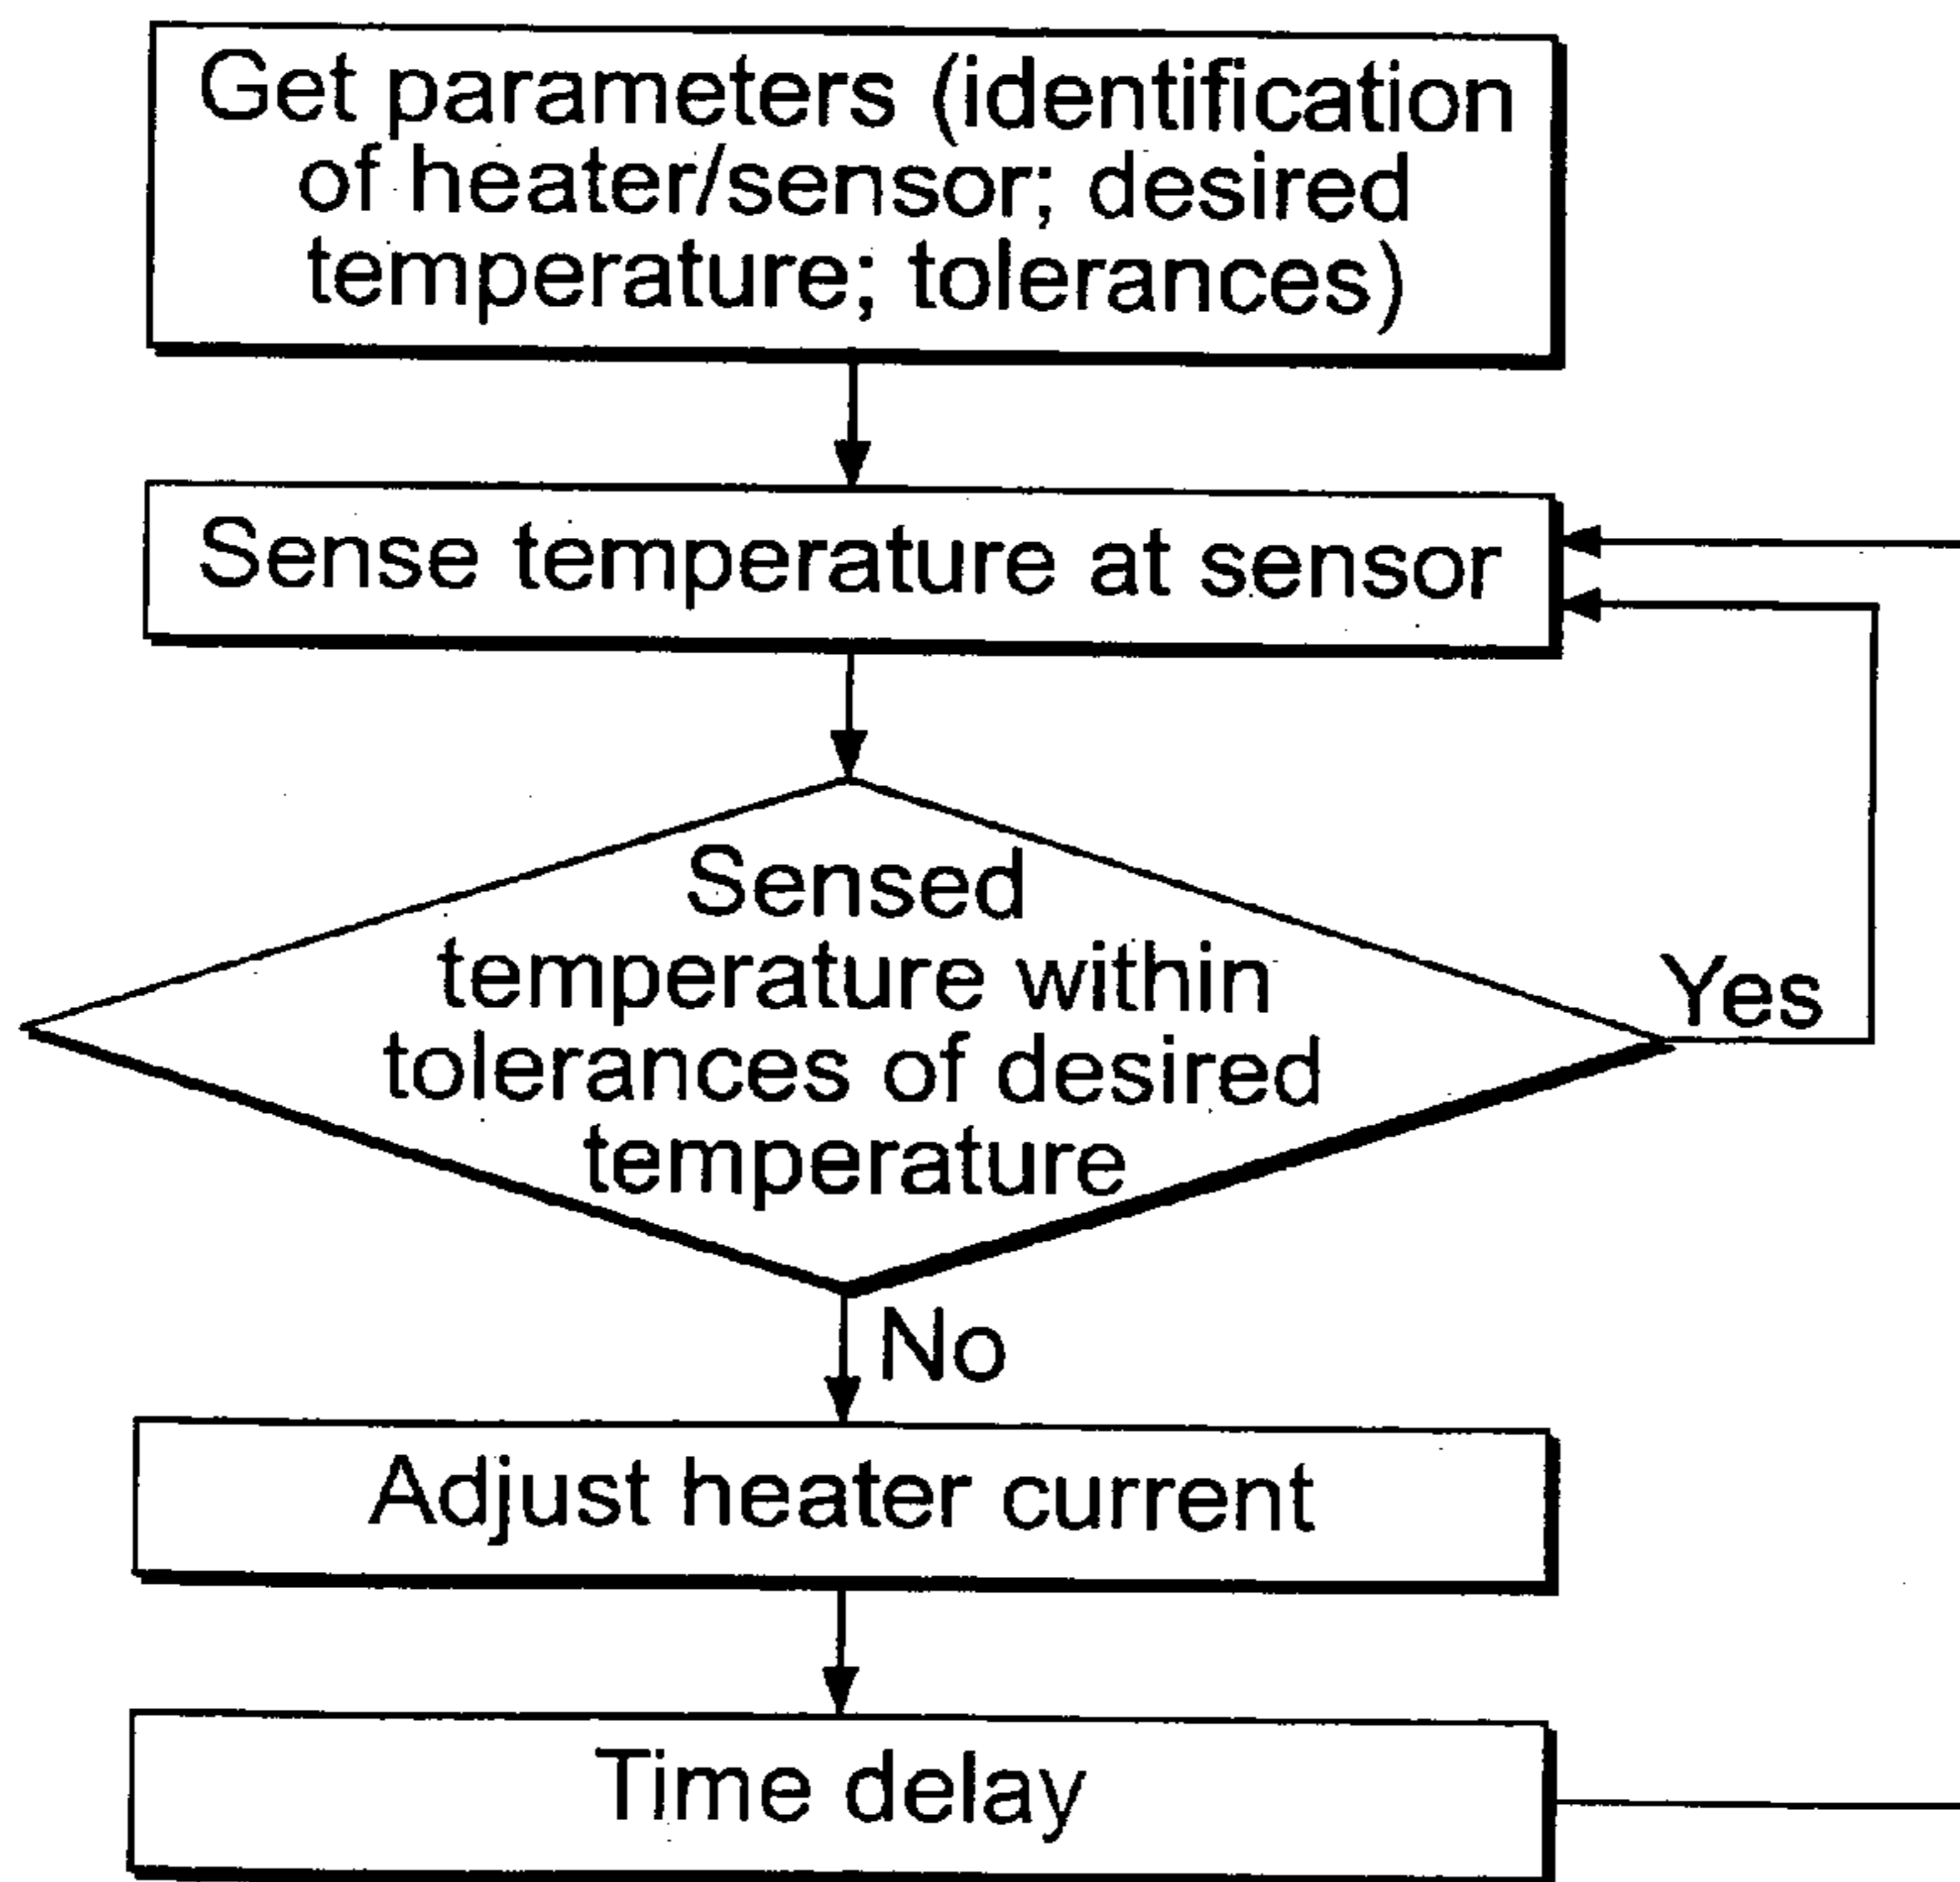 Get parameters (identification
of heater/sensor; desired
temperature; tolerances)
Sense temperature at sensor
Sensed
temperature within
tolerances of desired
temperature
Yes
No
Adjust heater current
Time delay